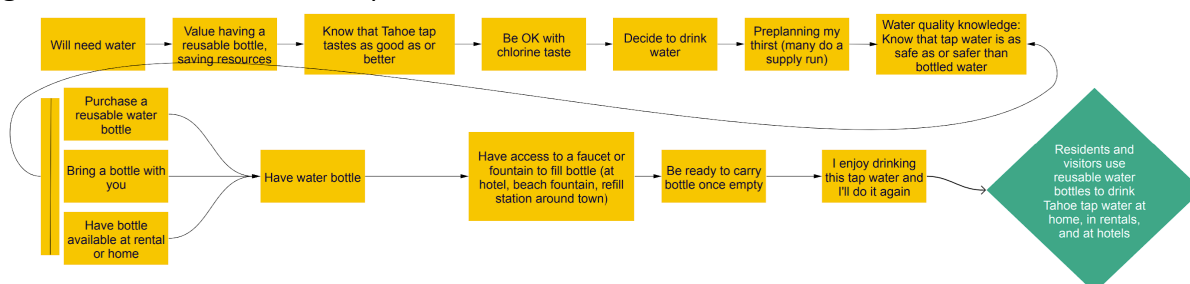 Will need water
Value having a
reusable bottle,
saving resources
Know that Tahoe tap
tastes as good as or
better
Be OK with
chlorine taste
Decide to drink
water
Preplanning my
thirst (many do a
supply run)
Water quality knowledge:
Know that tap water is as
safe as or safer than
bottled water
Purchase a
reusable water
bottle
Bring a bottle with
you
Have bottle
available at rental
or home
Have water bottle
Have access to a faucet or
fountain to fill bottle (at
hotel, beach fountain, refill
station around town)
Be ready to carry
bottle once empty
I enjoy drinking
this tap water and
I'll do it again
Residents and
visitors use
reusable water
bottles to drink
Tahoe tap water at
home, in rentals,
and at hotels